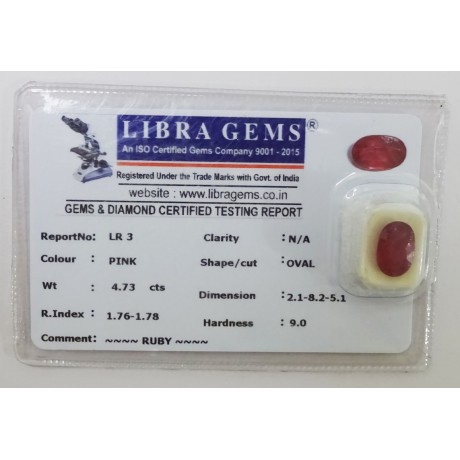 LIBRA GEMS ®
An ISO Certified Gems Company 9001 - 2015
Registered Under the Trade Marks with Govt. of India
website : www.libragems.co.in
GEMS & DIAMOND CERTIFIED TESTING REPORT
ReportNo: LR 3 Clarity : N/A
Colour : PINK Shape/cut : OVAL
Wt : 4.73 cts Dimension : 2.1-8.2-5.1
R.Index : 1.76-1.78 Hardness : 9.0
Comment: ~~~~ RUBY ~~~~